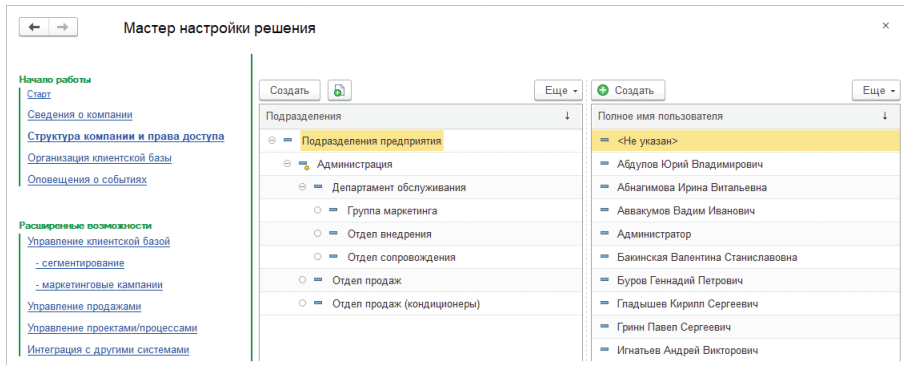 Мастер настройки решения
Начало работы
Старт
Сведения о компании
Структура компании и права доступа
Организация клиентской базы
Оповещения о событиях
Расширенные возможности
Управление клиентской базой
- сегментирование
- маркетинговые кампании
Управление продажами
Управление проектами/процессами
Интеграция с другими системами
Создать
Еще
Подразделения
Подразделения предприятия
Администрация
Департамент обслуживания
Группа маркетинга
Отдел внедрения
Отдел сопровождения
Отдел продаж
Отдел продаж (кондиционеры)
Создать
Еще
Полное имя пользователя
<Не указан>
Абдулов Юрий Владимирович
Абнагимова Ирина Витальевна
Аввакумов Вадим Иванович
Администратор
Бакинская Валентина Станиславовна
Буров Геннадий Петрович
Гладышев Кирилл Сергеевич
Гринн Павел Сергеевич
Игнатьев Андрей Викторович